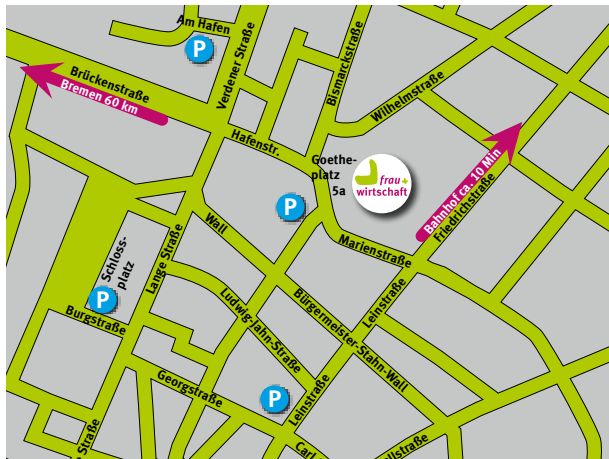 Am Hafen
P
Verdener Straße
Bismarckstraße
Brückenstraße
Bremen 60 km
Wilhelmstraße
Hafenstr.
Goethe-
platz
5a
frau+
wirtschaft
Bahnhof ca. 10 Min
Friedrichstraße
P
Wall
Marienstraße
Schloss-
platz
Lange Straße
P
Burgstraße
Ludwig-Jahn-Straße
Bürgermeister-Stahn-Wall
Leinstraße
Georgstraße
P
Leinstraße
Straße
Carl
llstraße